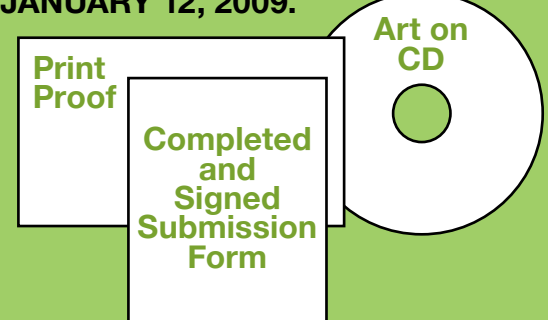 JANUARY 12, 2009.
Art on
CD
Print
Proof
Completed
and
Signed
Submission
Form